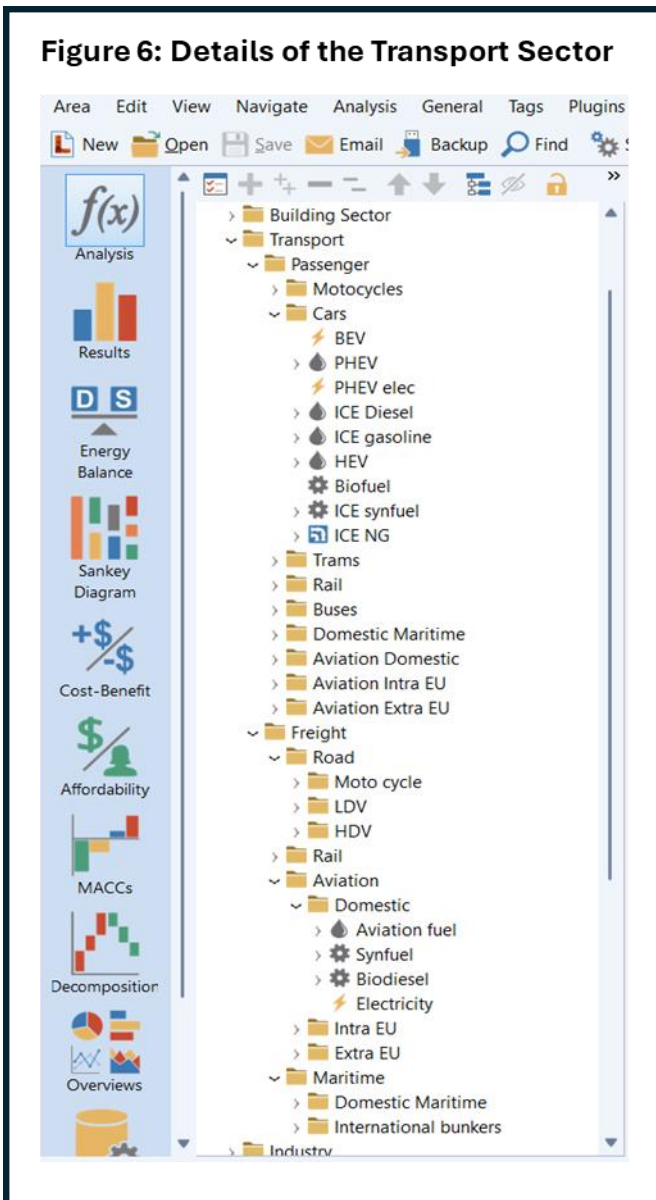 Figure 6: Details of the Transport Sector
Area Edit View Navigate Analysis General Tags Plugins
New Open Save Email Backup Find
f(x)
Analysis
Results
D S
Energy
Balance
Sankey
Diagram
+$
-$
Cost-Benefit
$
Affordability
MACCs
Decomposition
Overviews
»
Building Sector
Transport
Passenger
Motocycles
Cars
BEV
PHEV
PHEV elec
ICE Diesel
ICE gasoline
HEV
Biofuel
ICE synfuel
ICE NG
Trams
Rail
Buses
Domestic Maritime
Aviation Domestic
Aviation Intra EU
Aviation Extra EU
Freight
Road
Moto cycle
LDV
HDV
Rail
Aviation
Domestic
Aviation fuel
Synfuel
Biodiesel
Electricity
Intra EU
Extra EU
Maritime
Domestic Maritime
International bunkers
Industry